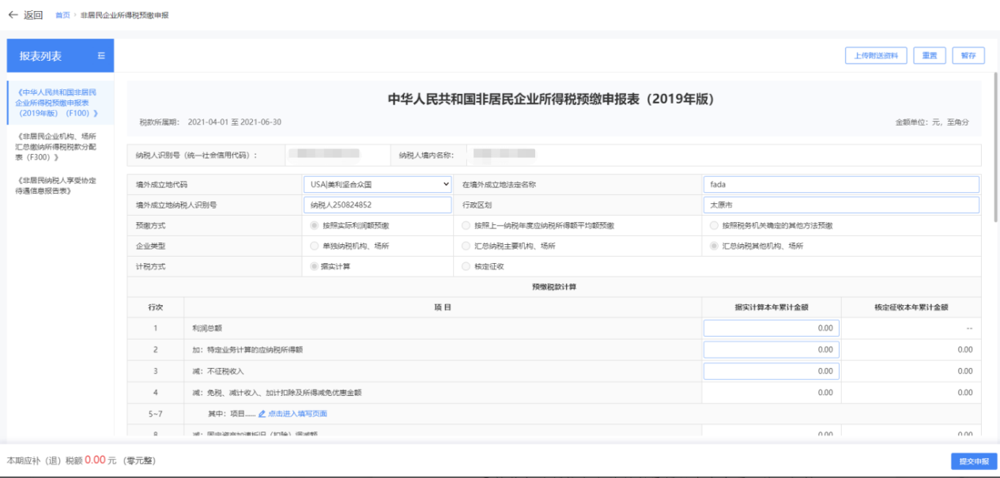 ← 返回 首页 › 非居民企业所得税预缴申报
报表列表
上传附送资料 重置 暂存
《中华人民共和国非居民
企业所得税预缴申报表
（2019年版）（F100）》
《非居民企业机构、场所
汇总缴纳所得税税款分配
表（F300）》
《非居民纳税人享受协定
待遇信息报告表》
中华人民共和国非居民企业所得税预缴申报表（2019年版）
税款所属期： 2021-04-01 至 2021-06-30 金额单位：元，至角分
纳税人识别号（统一社会信用代码）： 纳税人境内名称：
境外成立地代码 USA|美利坚合众国 在境外成立地法定名称 fada
境外成立地纳税人识别号 纳税人250824852 行政区划 太原市
预缴方式 按照实际利润额预缴 按照上一纳税年度应纳税所得额平均额预缴 按照税务机关确定的其他方法预缴
企业类型 单独纳税机构、场所 汇总纳税主要机构、场所 汇总纳税其他机构、场所
计税方式 据实计算 核定征收
预缴税款计算
行次 项 目 据实计算本年累计金额 核定征收本年累计金额
1 利润总额 0.00 --
2 加：特定业务计算的应纳税所得额 0.00 0.00
3 减：不征税收入 0.00 0.00
4 减：免税、减计收入、加计扣除及所得减免优惠金额 0.00 0.00
5~7 其中：项目...... 点击进入填写页面
8 减：固定资产加速折旧（扣除）调减额 0.00 0.00
本期应补（退）税额 0.00 元 （零元整） 提交申报